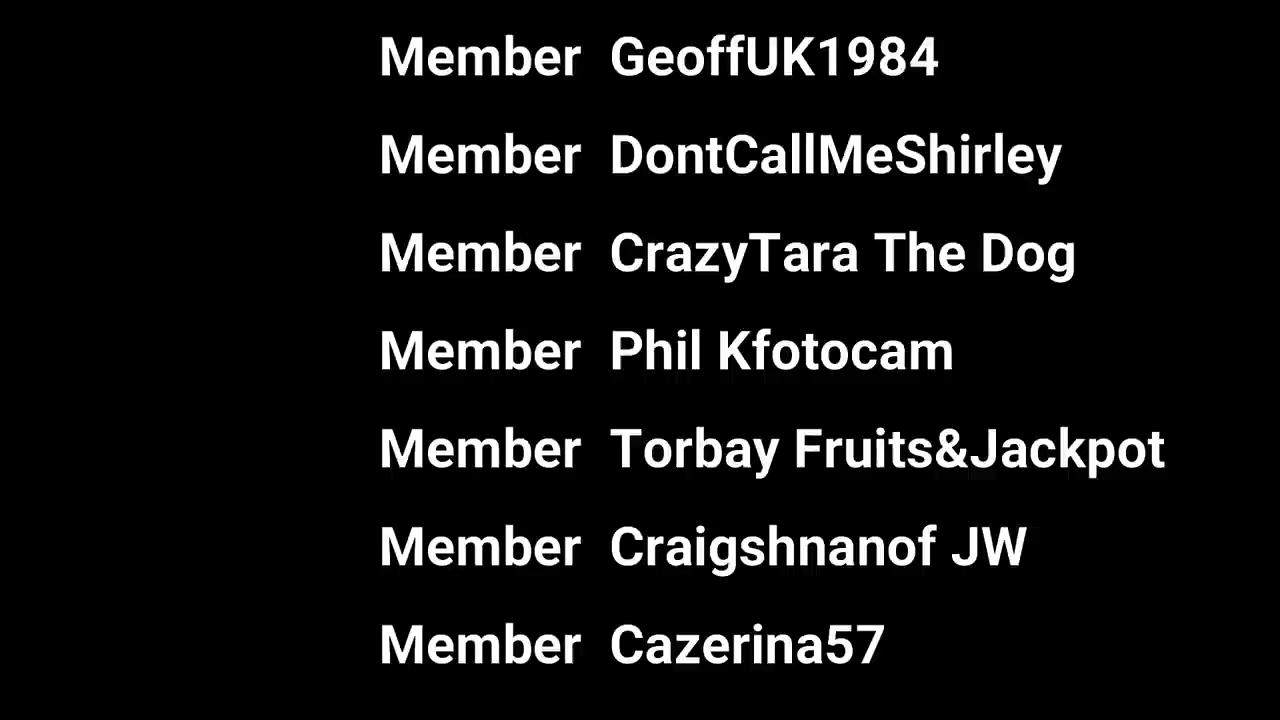 Member GeoffUK1984
Member DontCallMeShirley
Member CrazyTara The Dog
Member Phil Kfotocam
Member Torbay Fruits&Jackpot
Member Craigshnanof JW
Member Cazerina57